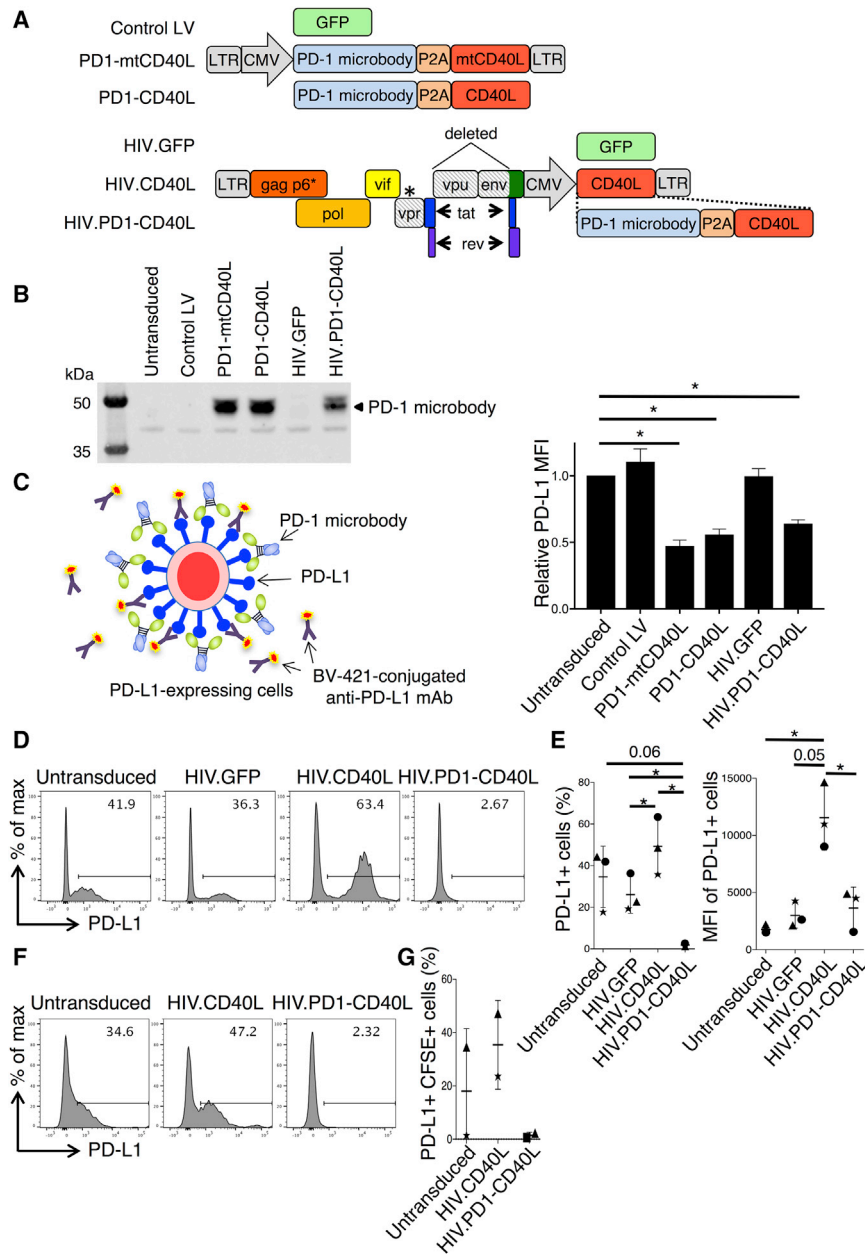 A
Control LV
GFP
PD1-mtCD40L
LTR
CMV
PD-1 microbody
P2A
mtCD40L
LTR
PD1-CD40L
PD-1 microbody
P2A
CD40L
HIV.GFP
deleted
GFP
HIV.CD40L
LTR
gag p6*
vif
*
vpu
env
CMV
CD40L
LTR
HIV.PD1-CD40L
pol
vpr
tat
rev
PD-1 microbody
P2A
CD40L
B
Untransduced
Control LV
PD1-mtCD40L
PD1-CD40L
HIV.GFP
HIV.PD1-CD40L
kDa
50
35
PD-1 microbody
C
PD-1 microbody
PD-L1
BV-421-conjugated
anti-PD-L1 mAb
PD-L1-expressing cells
Relative PD-L1 MFI
1.0
0.5
0.0
*
*
*
Untransduced
Control LV
PD1-mtCD40L
PD1-CD40L
HIV.GFP
HIV.PD1-CD40L
D
Untransduced
HIV.GFP
HIV.CD40L
HIV.PD1-CD40L
41.9
36.3
63.4
2.67
% of max
PD-L1
E
PD-L1+ cells (%)
80
60
40
20
0
0.06
*
*
*
Untransduced
HIV.GFP
HIV.CD40L
HIV.PD1-CD40L
MFI of PD-L1+ cells
15000
10000
5000
0
*
0.05
*
Untransduced
HIV.GFP
HIV.CD40L
HIV.PD1-CD40L
F
Untransduced
HIV.CD40L
HIV.PD1-CD40L
34.6
47.2
2.32
% of max
PD-L1
G
PD-L1+ CFSE+ cells (%)
60
40
20
0
Untransduced
HIV.CD40L
HIV.PD1-CD40L